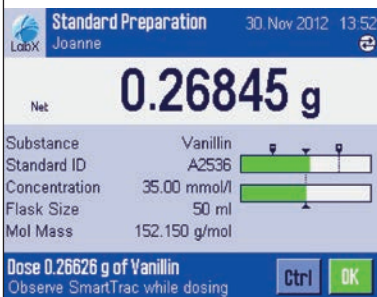 LabX
Standard Preparation 30. Nov 2012 13:52
Joanne
Net 0.26845 g
Substance Vanillin
Standard ID A2536
Concentration 35.00 mmol/l
Flask Size 50 ml
Mol Mass 152.150 g/mol
Dose 0.26626 g of Vanillin
Observe SmartTrac while dosing
Ctrl OK